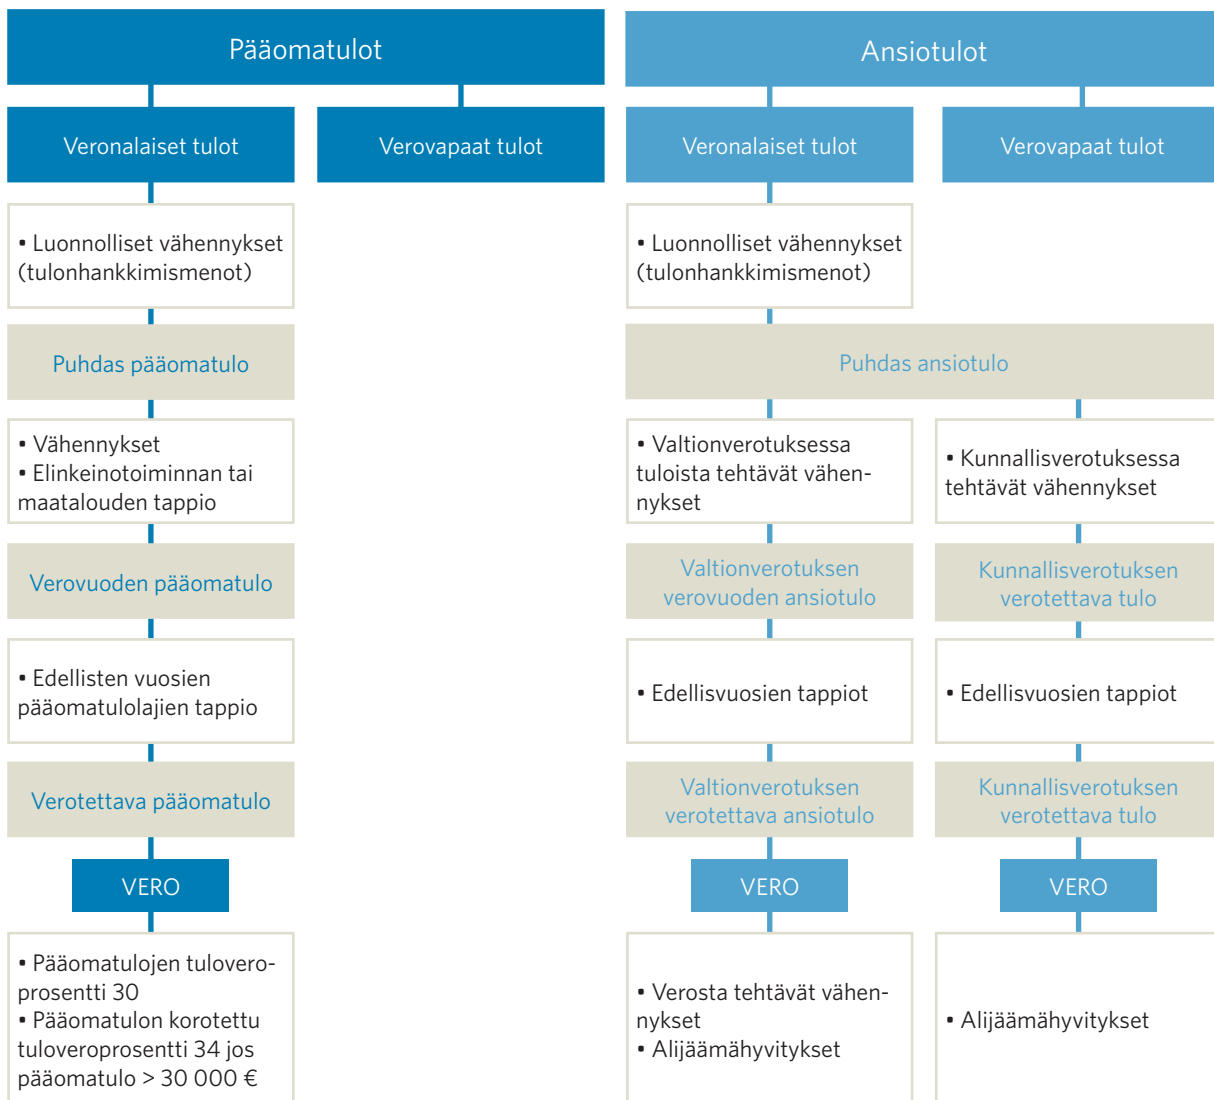 Pääomatulot
Ansiotulot
Veronalaiset tulot
Verovapaat tulot
Veronalaiset tulot
Verovapaat tulot
• Luonnolliset vähennykset
(tulonhankkimismenot)
• Luonnolliset vähennykset
(tulonhankkimismenot)
Puhdas pääomatulo
Puhdas ansiotulo
• Vähennykset
• Elinkeinotoiminnan tai
maatalouden tappio
• Valtionverotuksessa
tuloista tehtävät vähen-
nykset
• Kunnallisverotuksessa
tehtävät vähennykset
Verovuoden pääomatulo
Valtionverotuksen
verovuoden ansiotulo
Kunnallisverotuksen
verotettava tulo
• Edellisten vuosien
pääomatulolajien tappio
• Edellisvuosien tappiot
• Edellisvuosien tappiot
Verotettava pääomatulo
Valtionverotuksen
verotettava ansiotulo
Kunnallisverotuksen
verotettava tulo
VERO
VERO
VERO
• Pääomatulojen tulovero-
prosentti 30
• Pääomatulon korotettu
tuloveroprosentti 34 jos
pääomatulo > 30 000 €
• Verosta tehtävät vähen-
nykset
• Alijäämähyvitykset
• Alijäämähyvitykset